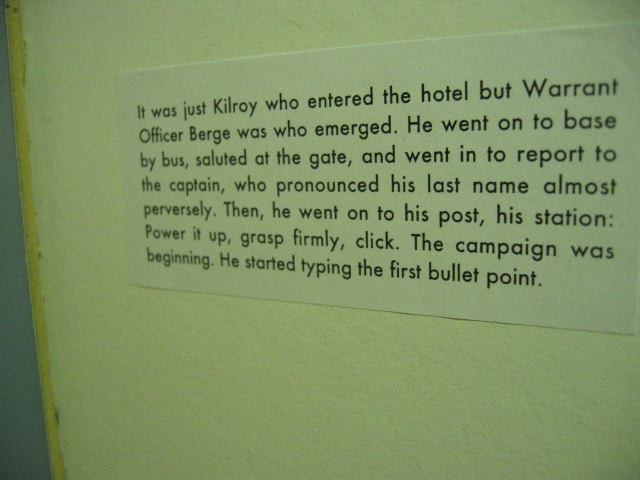 It was just Kilroy who entered the hotel but Warrant
Officer Berge was who emerged. He went on to base
by bus, saluted at the gate, and went in to report to
the captain, who pronounced his last name almost
perversely. Then, he went on to his post, his station:
Power it up, grasp firmly, click. The campaign was
beginning. He started typing the first bullet point.